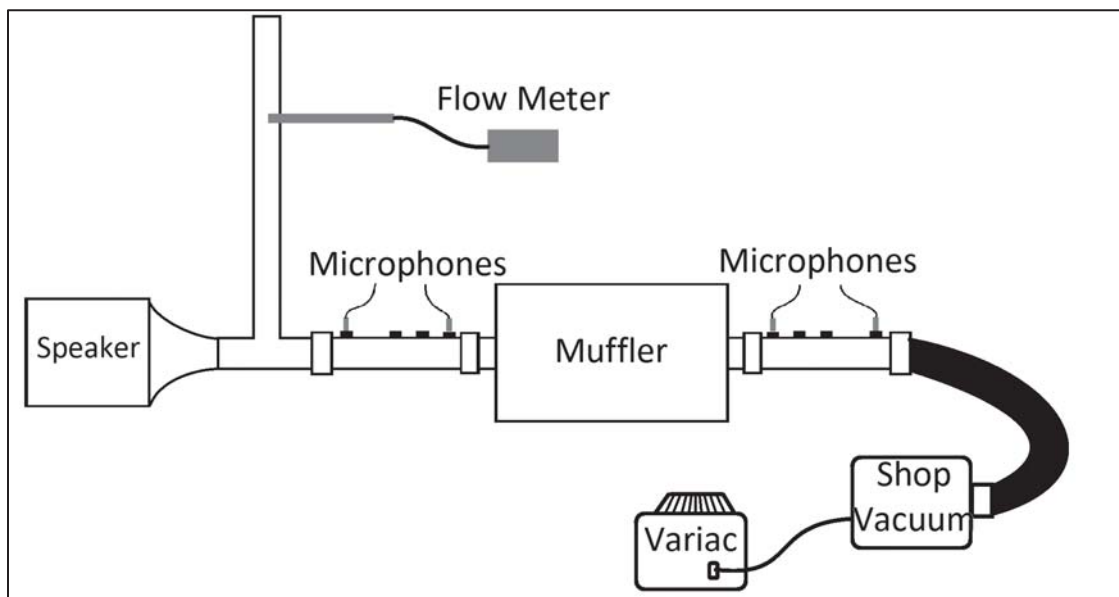 Flow Meter
Microphones
Microphones
Speaker
Muffler
Shop
Vacuum
Variac